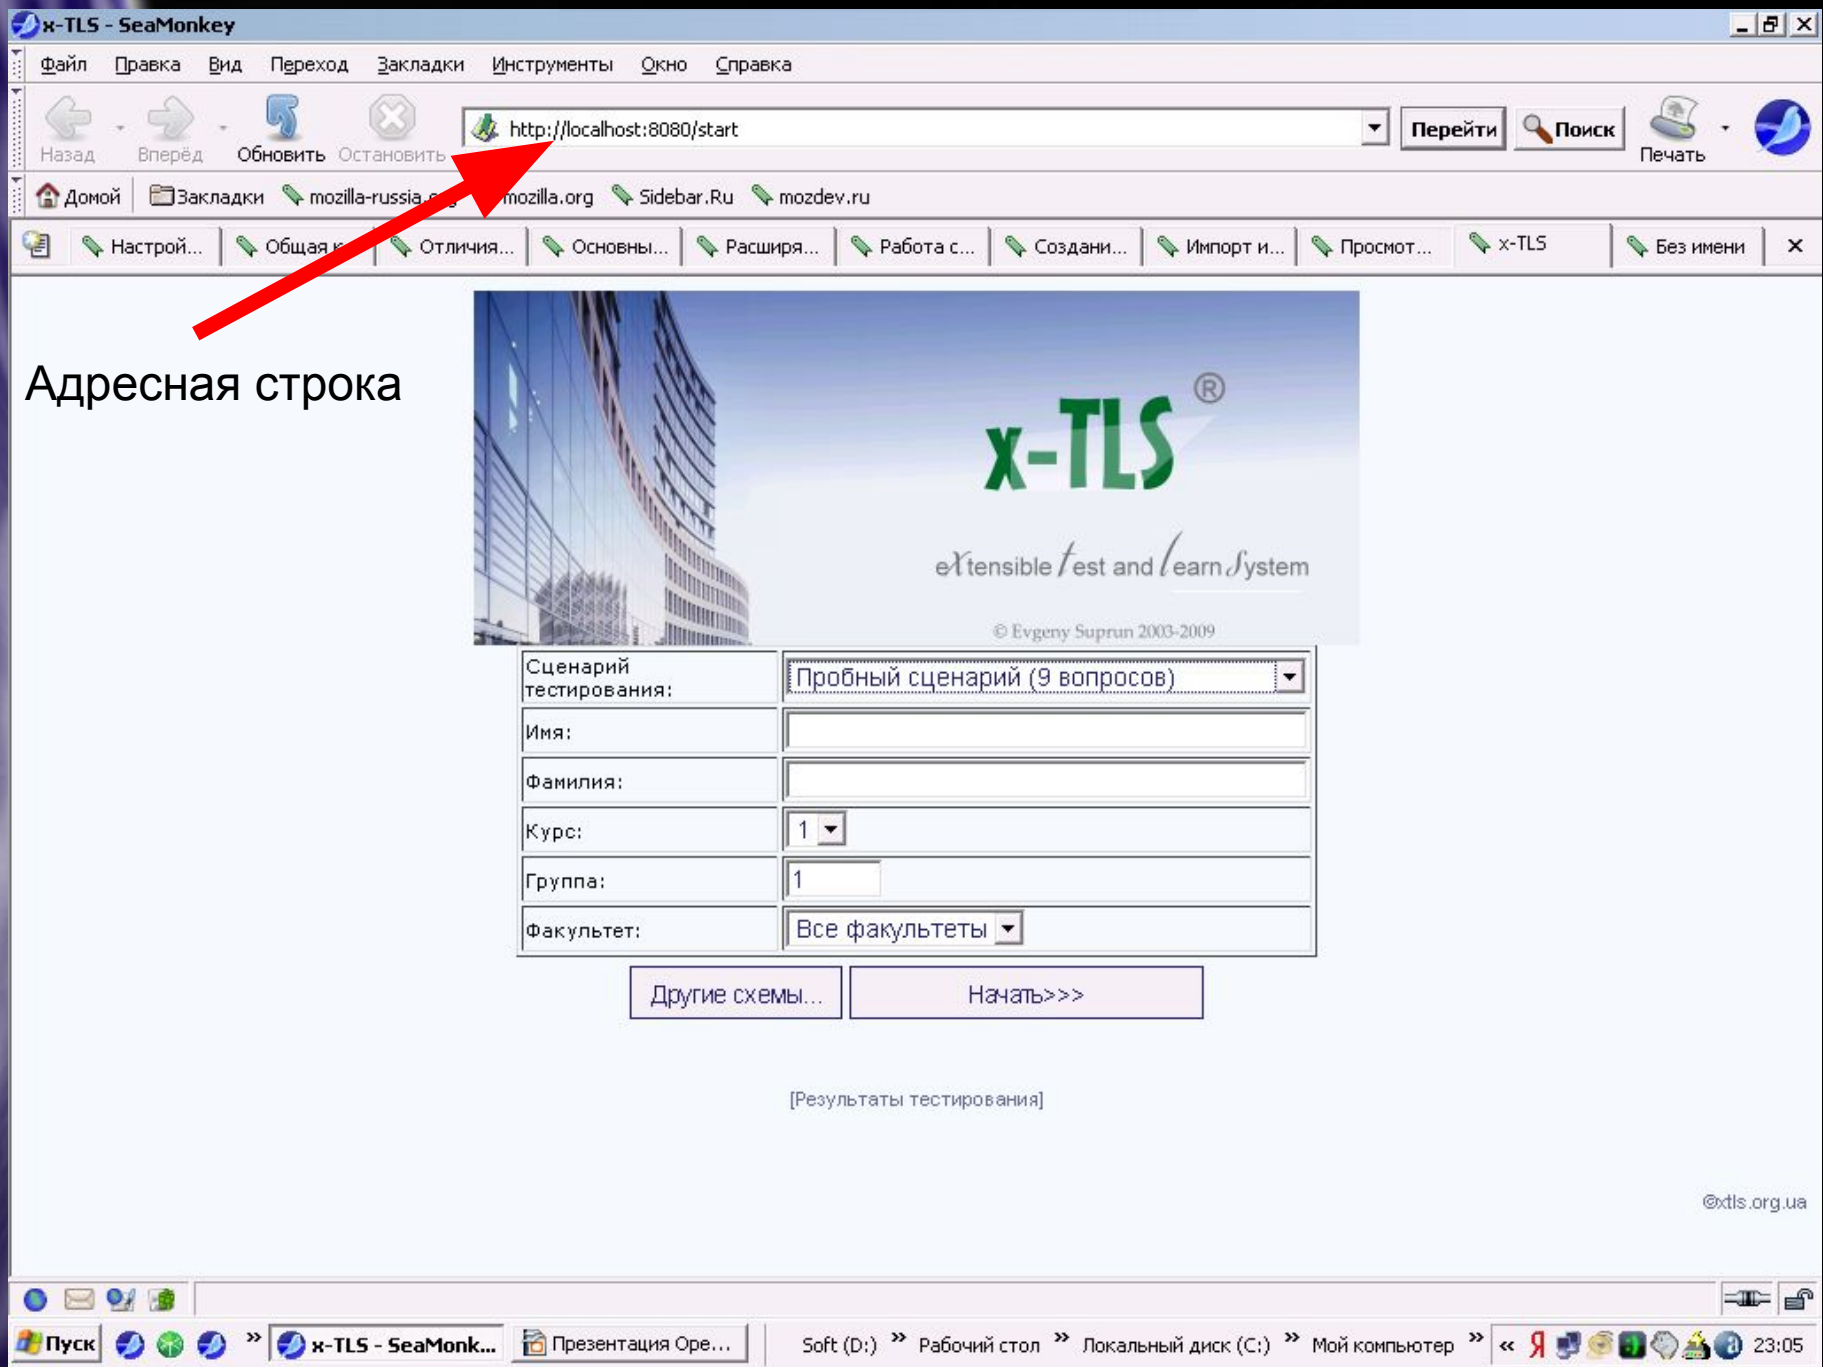 x-TLS - SeaMonkey
Файл Правка Вид Переход Закладки Инструменты Окно Справка
http://localhost:8080/start Перейти Поиск
Назад Вперёд Обновить Остановить Печать
Домой Закладки mozilla-russia.org mozilla.org Sidebar.Ru mozdev.ru
Настрой... Общая к... Отличия... Основны... Расширя... Работа с... Создани... Импорт и... Просмот... x-TLS Без имени
Адресная строка
x-TLS ®
eXtensible test and learn System
© Evgeny Suprun 2003-2009
Сценарий
тестирования:
Пробный сценарий (9 вопросов)
Имя:
Фамилия:
Курс: 1
Группа: 1
Факультет: Все факультеты
Другие схемы... Начать>>>
[Результаты тестирования]
©xtls.org.ua
Пуск » x-TLS - SeaMonk... Презентация Ope... Soft (D:) » Рабочий стол » Локальный диск (C:) » Мой компьютер » « Я 23:05